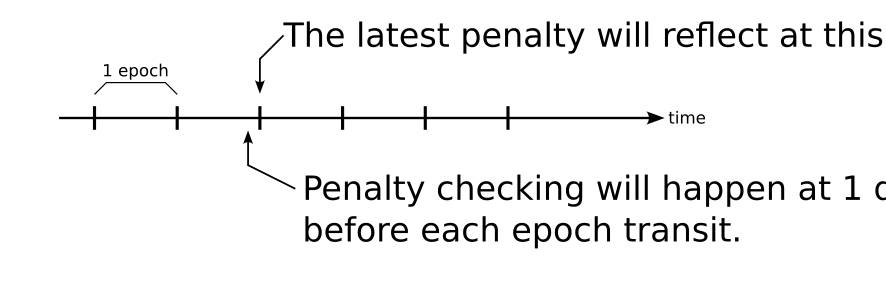 The latest penalty will reflect at this
1 epoch
time
Penalty checking will happen at 1
before each epoch transit.